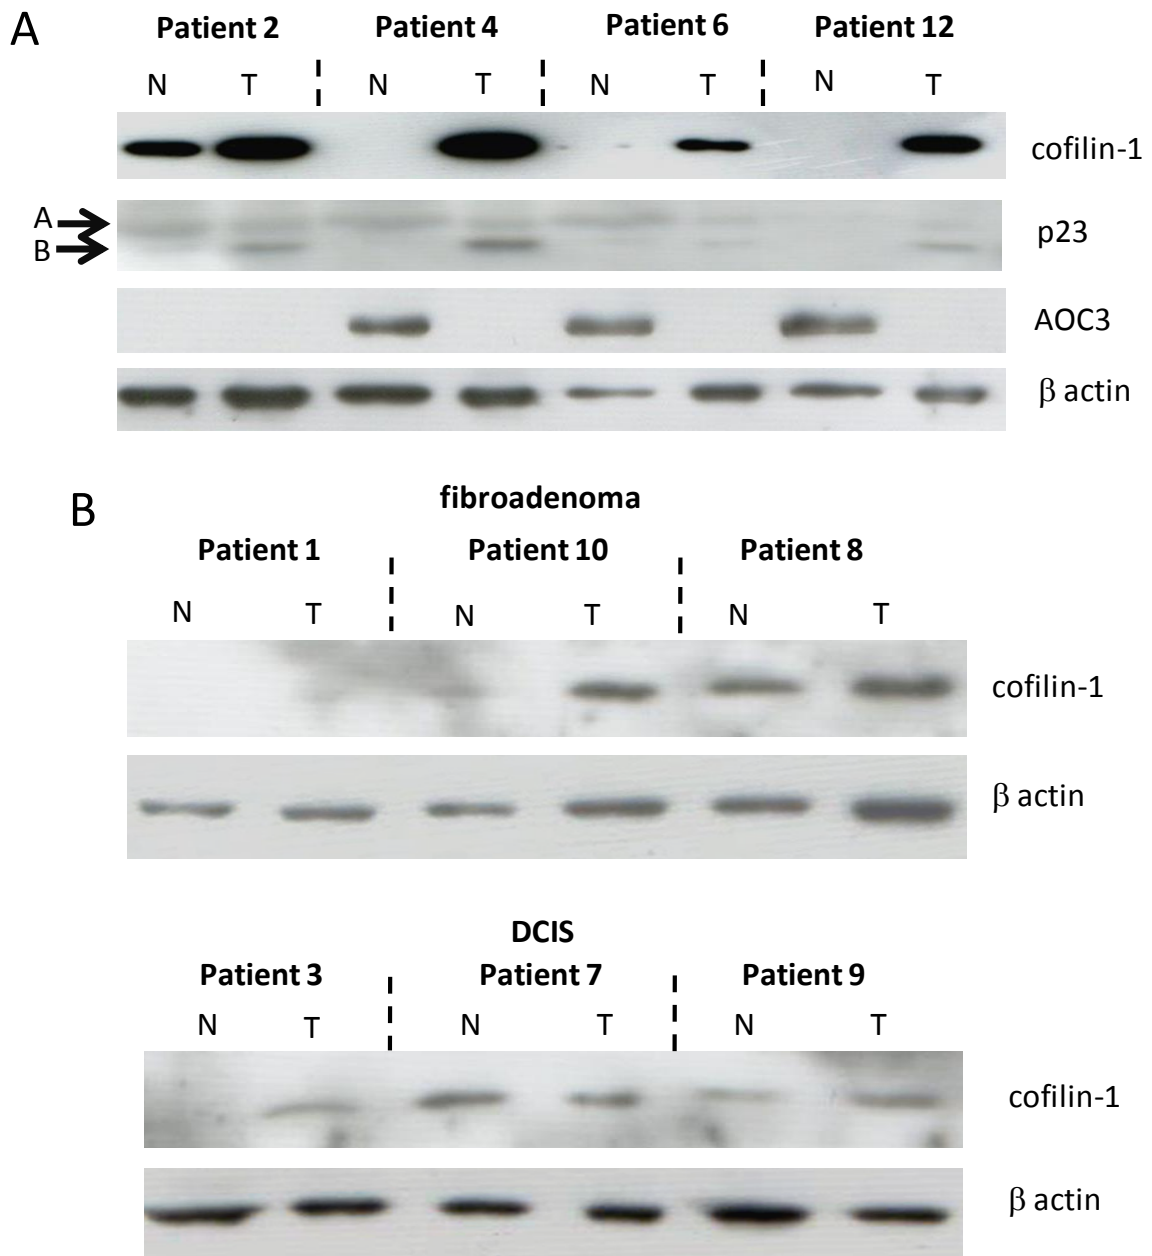 A
Patient 2 Patient 4 Patient 6 Patient 12
N T N T N T N T
cofilin-1
A
B
p23
AOC3
β actin
B
fibroadenoma
Patient 1 Patient 10 Patient 8
N T N T N T
cofilin-1
β actin
DCIS
Patient 3 Patient 7 Patient 9
N T N T N T
cofilin-1
β actin